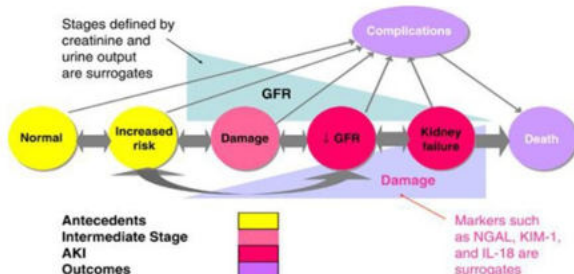 Stages defined by
creatinine and
urine output
are surrogates
Complications
GFR
Normal
Increased
risk
Damage
↓ GFR
Kidney
failure
Death
Damage
Antecedents
Intermediate Stage
AKI
Outcomes
Markers such
as NGAL, KIM-1,
and IL-18 are
surrogates